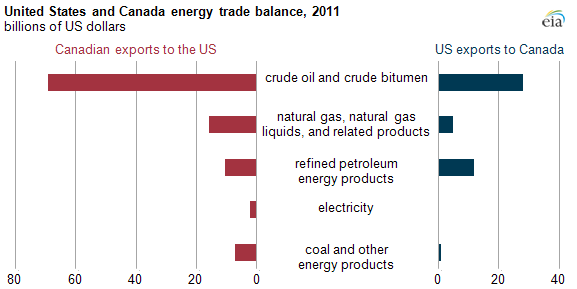 United States and Canada energy trade balance, 2011
billions of US dollars
eia
Canadian exports to the US
US exports to Canada
crude oil and crude bitumen
natural gas, natural gas
liquids, and related products
refined petroleum
energy products
electricity
coal and other
energy products
80 60 40 20 0
0 20 40